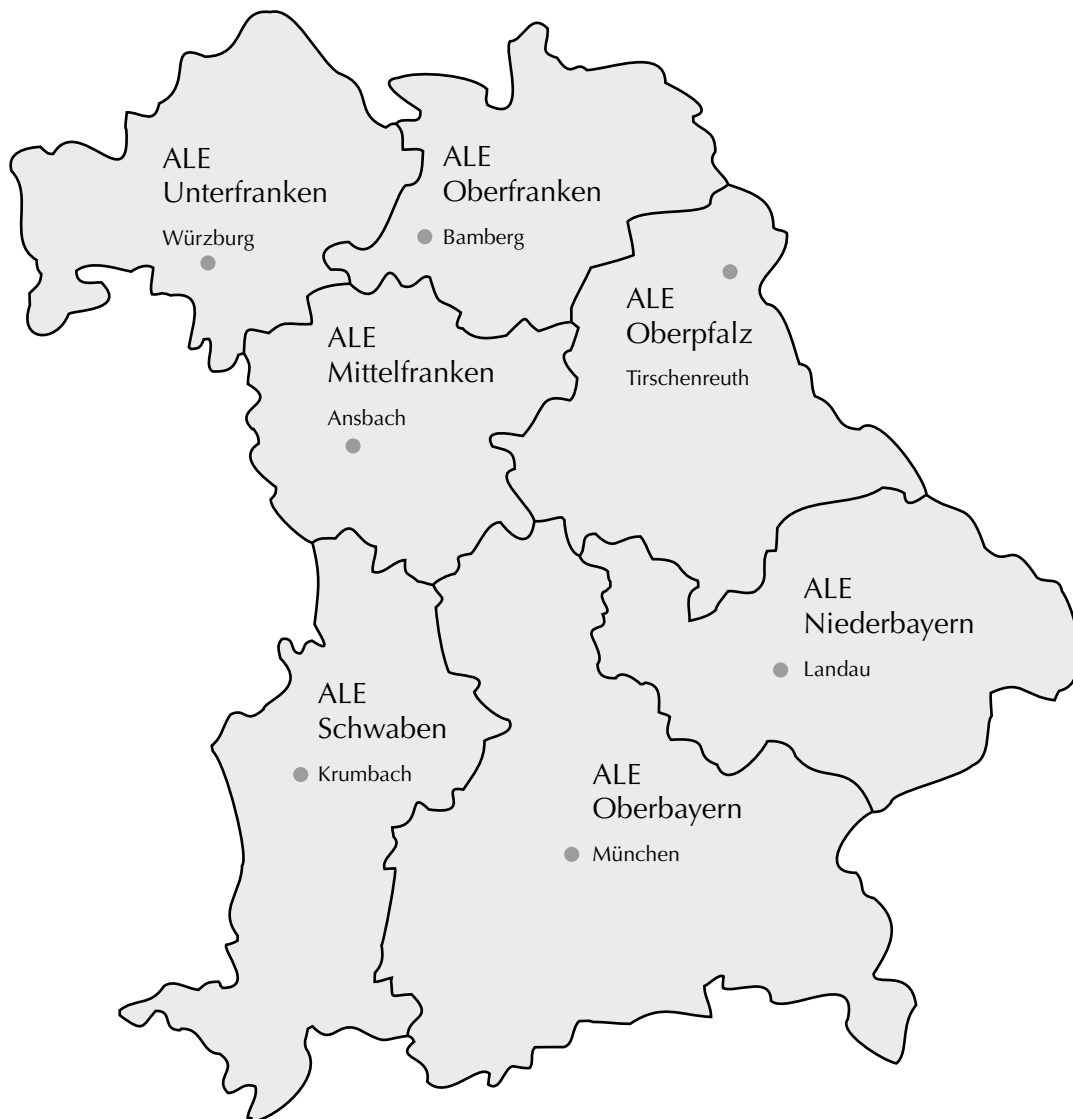 ALE
Unterfranken
Würzburg
ALE
Oberfranken
Bamberg
ALE
Oberpfalz
Tirschenreuth
ALE
Mittelfranken
Ansbach
ALE
Niederbayern
Landau
ALE
Schwaben
Krumbach
ALE
Oberbayern
München